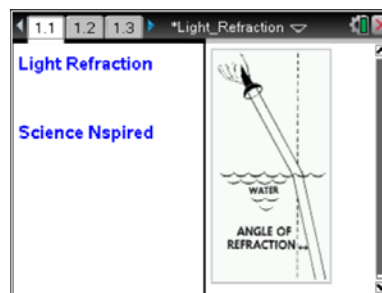 1.1 1.2 1.3 *Light_Refraction
Light Refraction
Science Nspired
WATER
ANGLE OF
REFRACTION